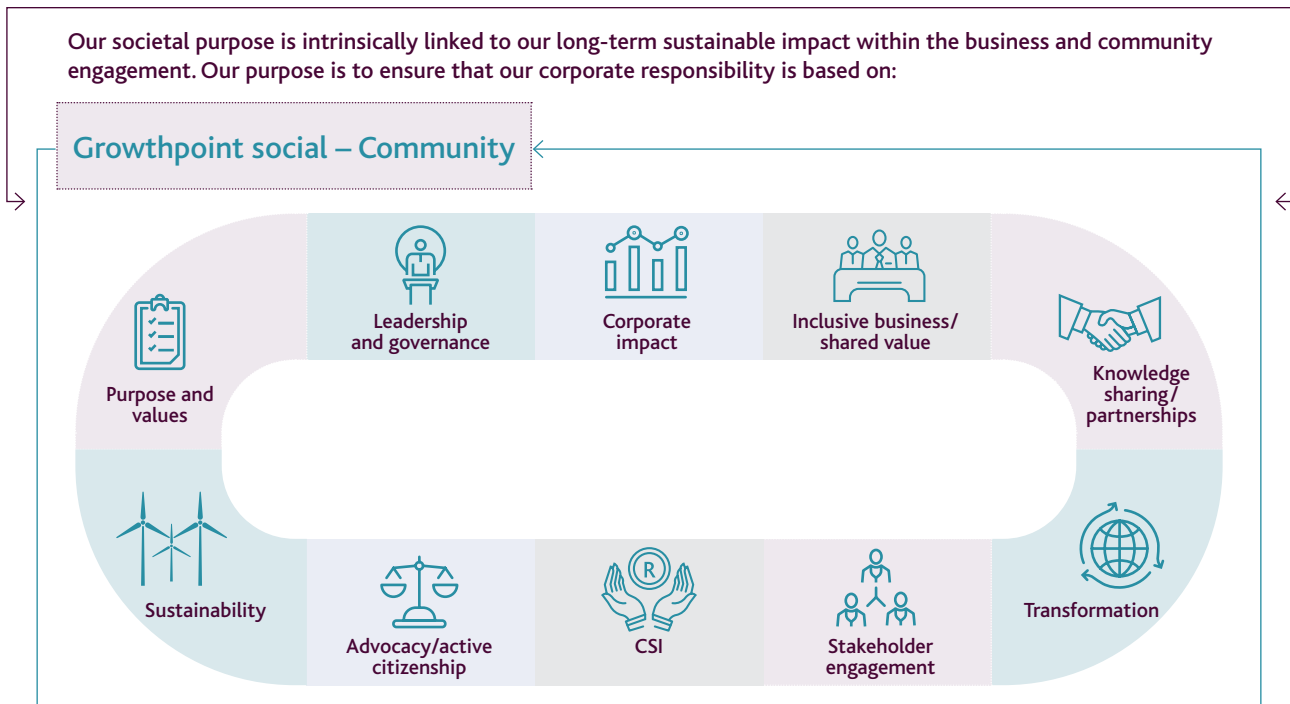 Our societal purpose is intrinsically linked to our long-term sustainable impact within the business and community
engagement. Our purpose is to ensure that our corporate responsibility is based on:
Growthpoint social – Community
Purpose and
values
Leadership
and governance
Corporate
impact
Inclusive business/
shared value
Knowledge
sharing/
partnerships
Sustainability
Advocacy/active
citizenship
R
CSI
Stakeholder
engagement
Transformation